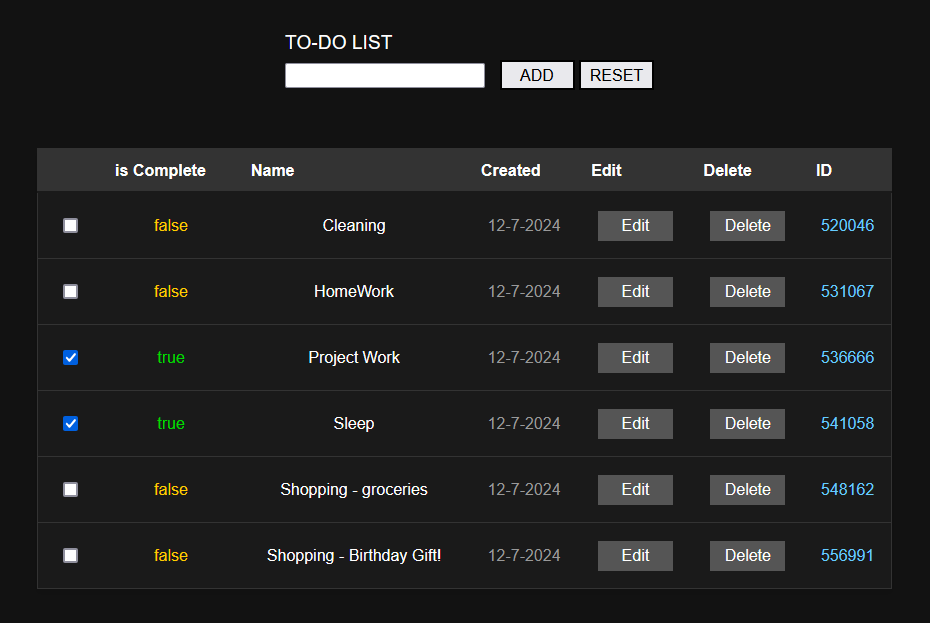 TO-DO LIST
ADD RESET
is Complete Name Created Edit Delete ID
false Cleaning 12-7-2024 Edit Delete 520046
false HomeWork 12-7-2024 Edit Delete 531067
true Project Work 12-7-2024 Edit Delete 536666
true Sleep 12-7-2024 Edit Delete 541058
false Shopping - groceries 12-7-2024 Edit Delete 548162
false Shopping - Birthday Gift! 12-7-2024 Edit Delete 556991